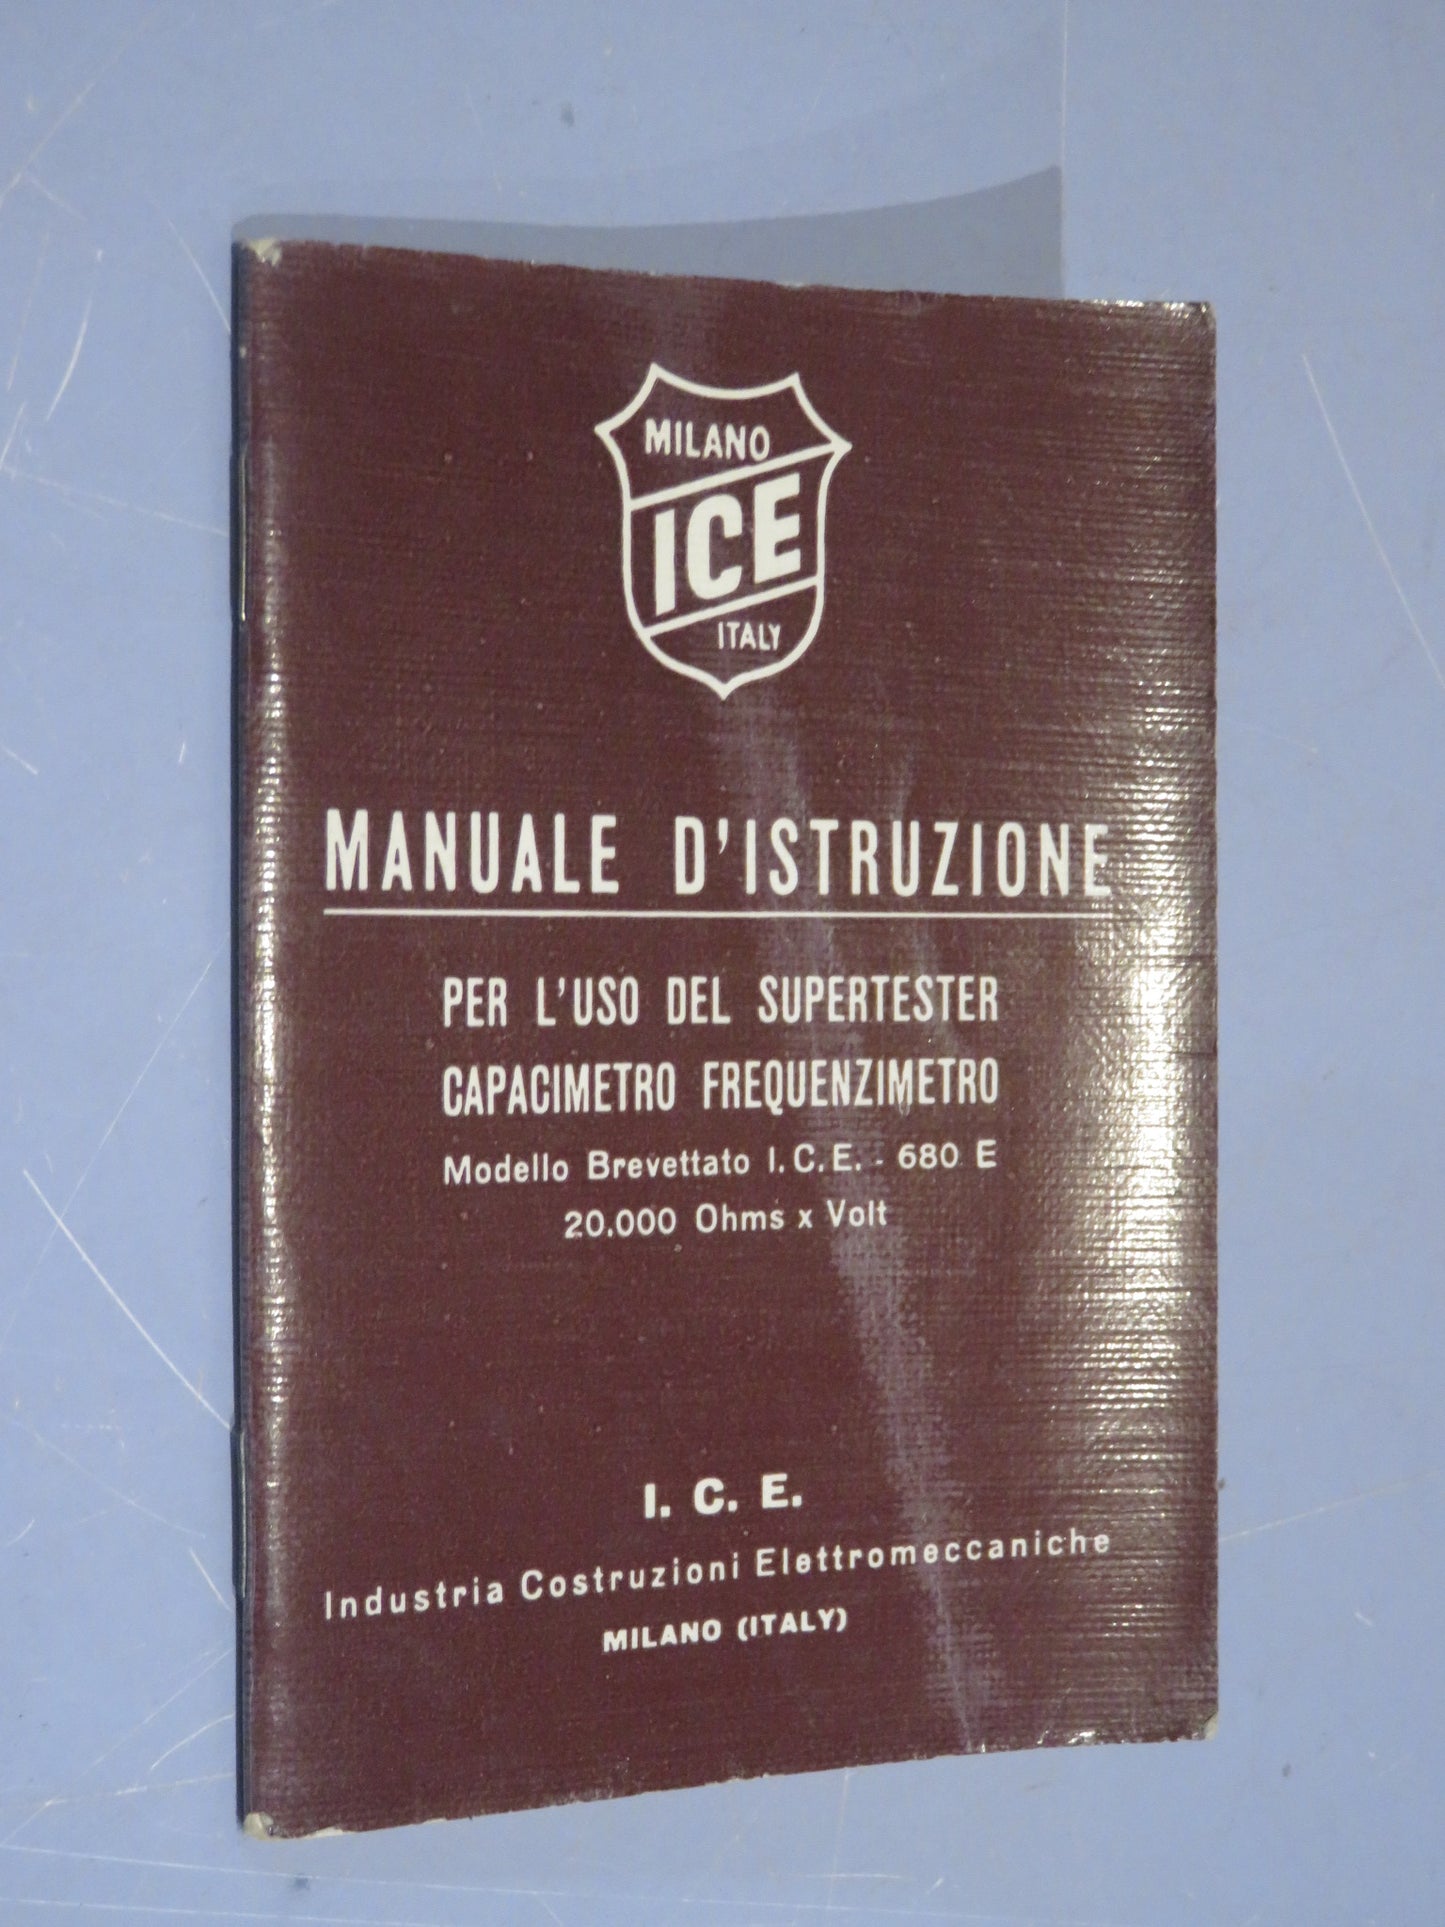 MILANO
ICE
ITALY
MANUALE D'ISTRUZIONE
PER L'USO DEL SUPERTESTER
CAPACIMETRO FREQUENZIMETRO
Modello Brevettato I.C.E. - 680 E
20.000 Ohms x Volt
I. C. E.
Industria Costruzioni Elettromeccaniche
MILANO (ITALY)